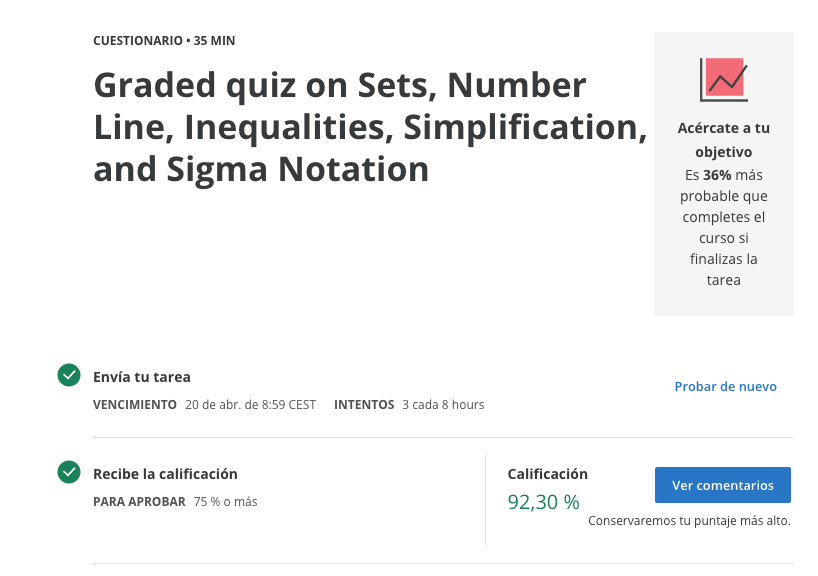 CUESTIONARIO • 35 MIN
Graded quiz on Sets, Number
Line, Inequalities, Simplification,
and Sigma Notation
Acércate a tu
objetivo
Es 36% más
probable que
completes el
curso si
finalizas la
tarea
Envía tu tarea
VENCIMIENTO 20 de abr. de 8:59 CEST INTENTOS 3 cada 8 hours
Probar de nuevo
Recibe la calificación
PARA APROBAR 75 % o más
Calificación
92,30 %
Ver comentarios
Conservaremos tu puntaje más alto.